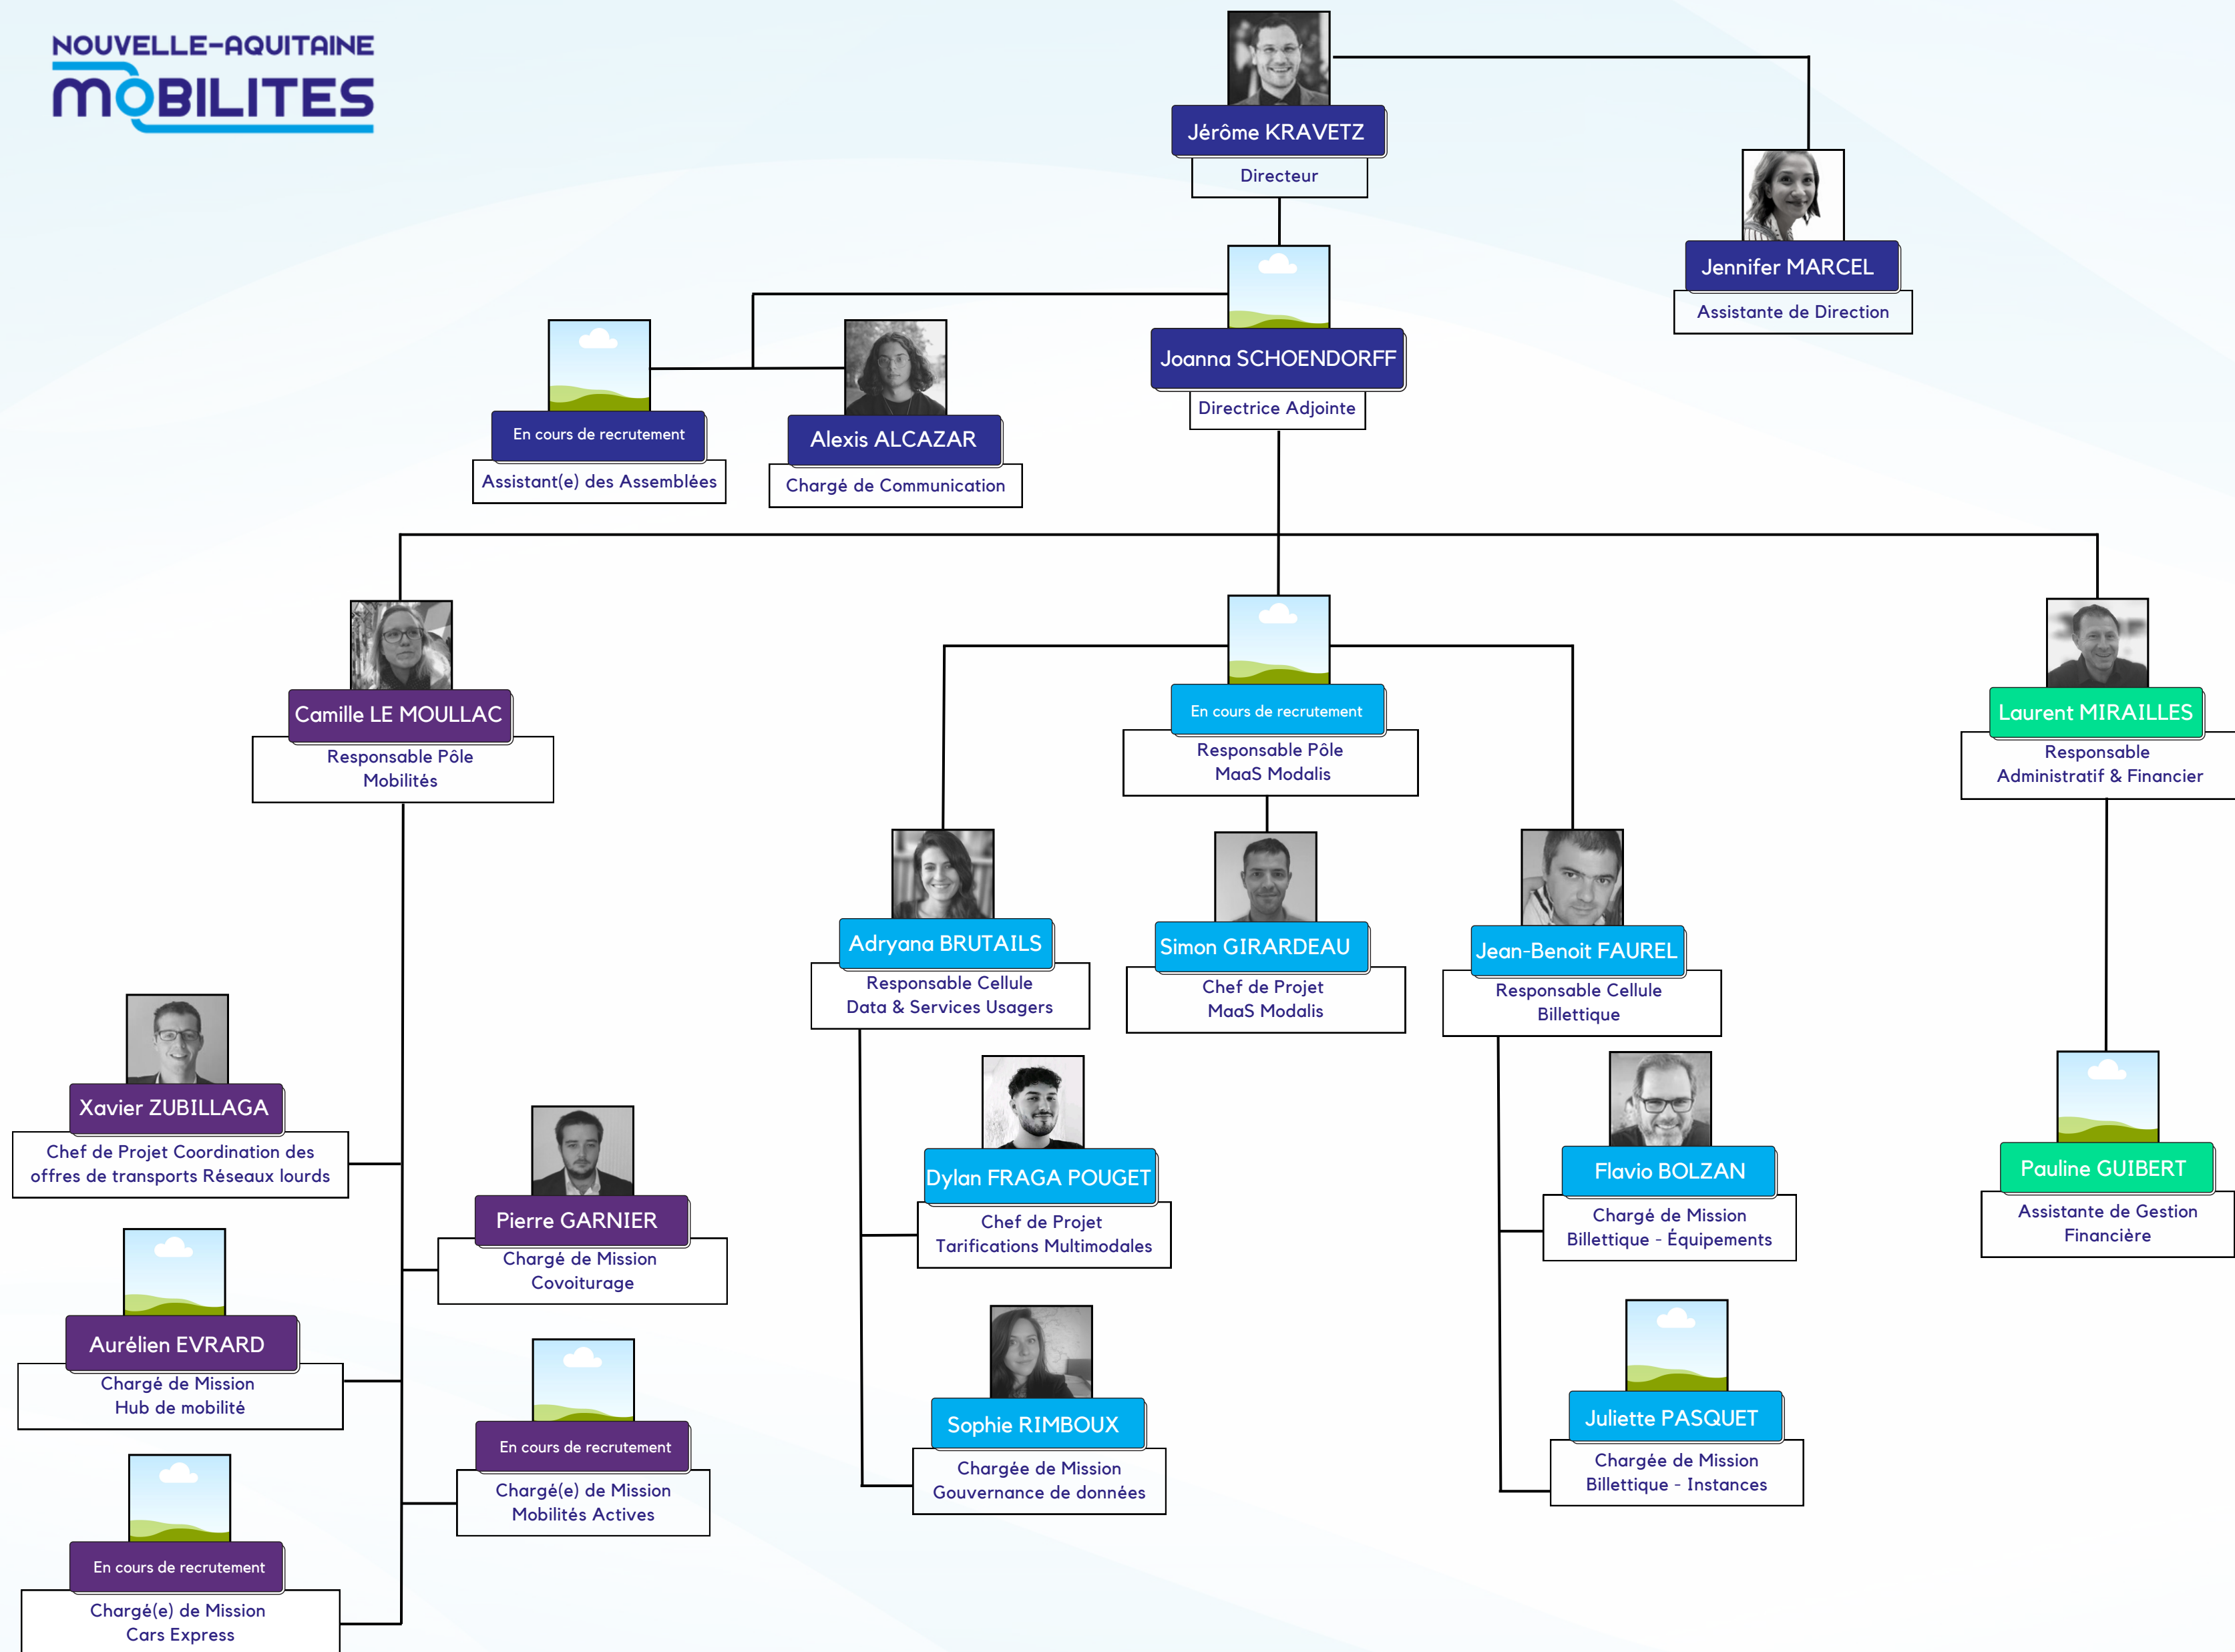 NOUVELLE-AQUITAINE
MOBILITES
Jérôme KRAVETZ
Directeur
Jennifer MARCEL
Assistante de Direction
Joanna SCHOENDORFF
Directrice Adjointe
En cours de recrutement
Assistant(e) des Assemblées
Alexis ALCAZAR
Chargé de Communication
Camille LE MOULLAC
Responsable Pôle
Mobilités
En cours de recrutement
Responsable Pôle
MaaS Modalis
Laurent MIRAILLES
Responsable
Administratif & Financier
Adryana BRUTAILS
Responsable Cellule
Data & Services Usagers
Simon GIRARDEAU
Chef de Projet
MaaS Modalis
Jean-Benoit FAUREL
Responsable Cellule
Billettique
Xavier ZUBILLAGA
Chef de Projet Coordination des
offres de transports Réseaux lourds
Pierre GARNIER
Chargé de Mission
Covoiturage
Dylan FRAGA POUGET
Chef de Projet
Tarifications Multimodales
Flavio BOLZAN
Chargé de Mission
Billettique - Équipements
Pauline GUIBERT
Assistante de Gestion
Financière
Aurélien EVRARD
Chargé de Mission
Hub de mobilité
En cours de recrutement
Chargé(e) de Mission
Mobilités Actives
Sophie RIMBOUX
Chargée de Mission
Gouvernance de données
Juliette PASQUET
Chargée de Mission
Billettique - Instances
En cours de recrutement
Chargé(e) de Mission
Cars Express